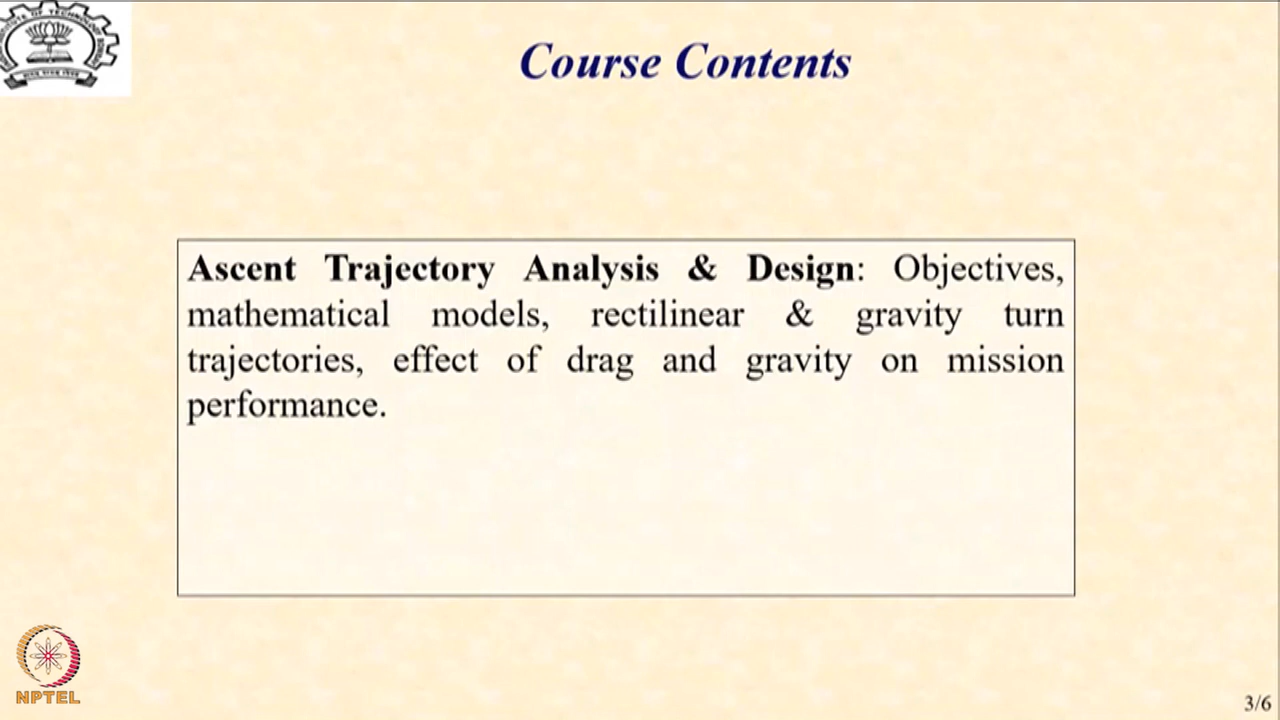 Course Contents
Ascent Trajectory Analysis & Design: Objectives,
mathematical models, rectilinear & gravity turn
trajectories, effect of drag and gravity on mission
performance.
NPTEL
3/6